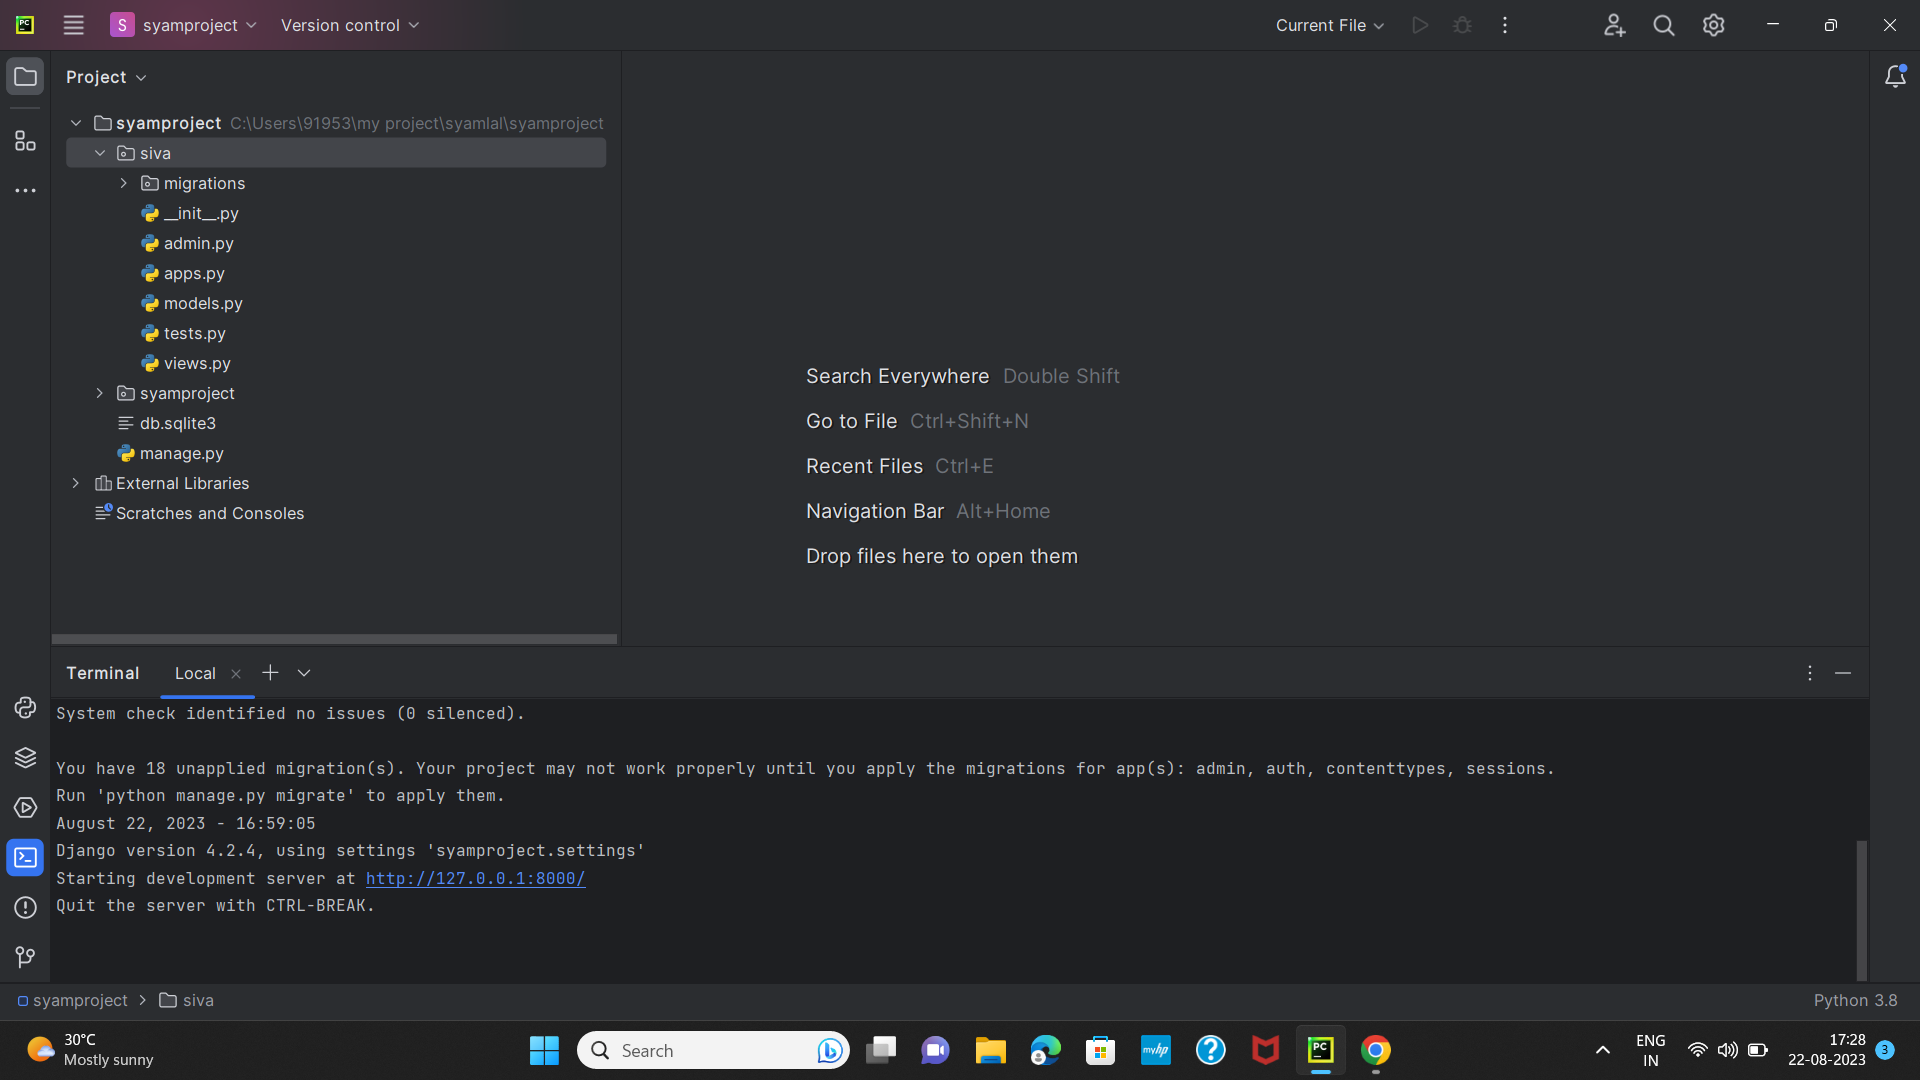 PC
S
syamproject
Version control
Current File
Project
syamproject C:\Users\91953\my project\syamlal\syamproject
siva
migrations
__init__.py
admin.py
apps.py
models.py
tests.py
views.py
syamproject
db.sqlite3
manage.py
External Libraries
Scratches and Consoles
Search Everywhere Double Shift
Go to File Ctrl+Shift+N
Recent Files Ctrl+E
Navigation Bar Alt+Home
Drop files here to open them
Terminal Local
System check identified no issues (0 silenced).
You have 18 unapplied migration(s). Your project may not work properly until you apply the migrations for app(s): admin, auth, contenttypes, sessions.
Run 'python manage.py migrate' to apply them.
August 22, 2023 - 16:59:05
Django version 4.2.4, using settings 'syamproject.settings'
Starting development server at http://127.0.0.1:8000/
Quit the server with CTRL-BREAK.
syamproject siva
Python 3.8
30°C
Mostly sunny
Search
myhp
PC
ENG
IN
17:28
22-08-2023
3